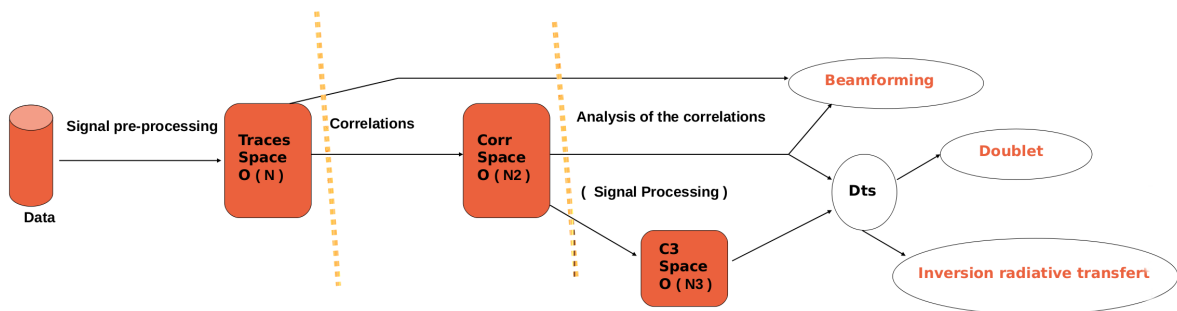 Data
Signal pre-processing
Traces
Space
O ( N )
Correlations
Corr
Space
O ( N2 )
Analysis of the correlations
( Signal Processing )
C3
Space
O ( N3 )
Beamforming
Dts
Doublet
Inversion radiative transfert